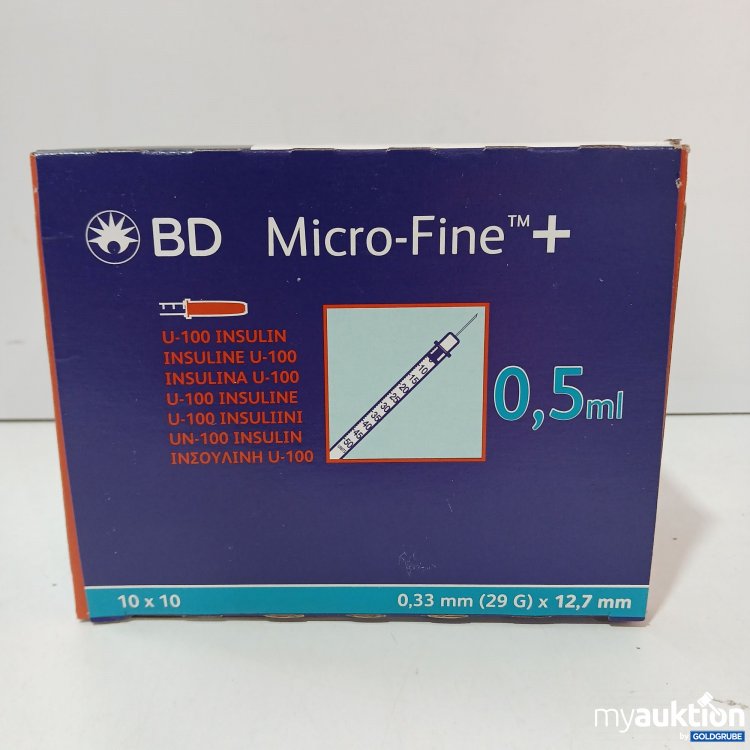 BD Micro-Fine™+
U-100 INSULIN
INSULINE U-100
INSULINA U-100
U-100 INSULINE
U-100 INSULIINI
UN-100 INSULIN
ΙΝΣΟΥΛΙΝΗ U-100
0,5ml
10 x 10
0,33 mm (29 G) x 12,7 mm
myauktion
by GOLDGRUBE